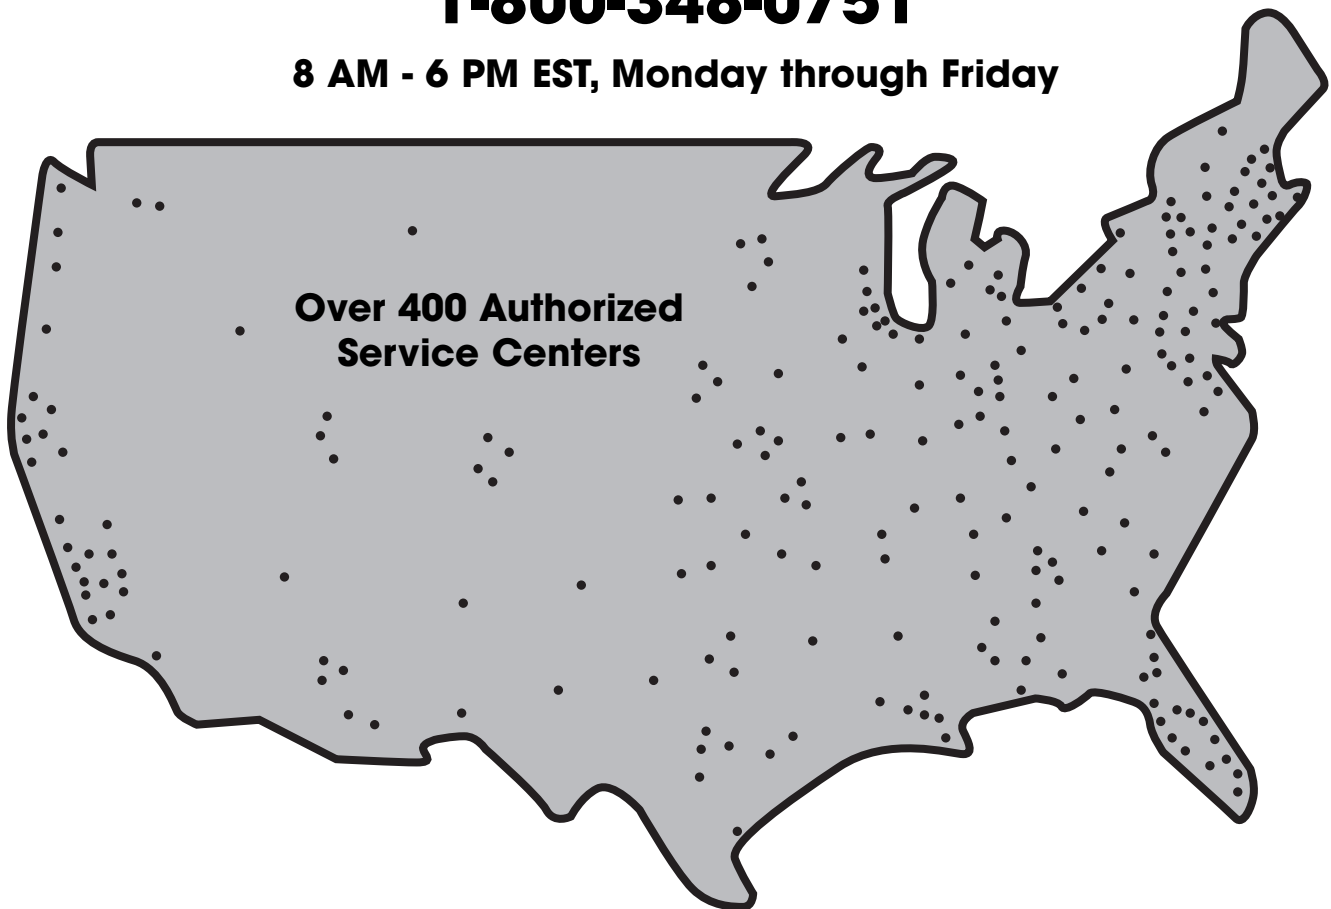 8 AM - 6 PM EST, Monday through Friday
Over 400 Authorized
Service Centers